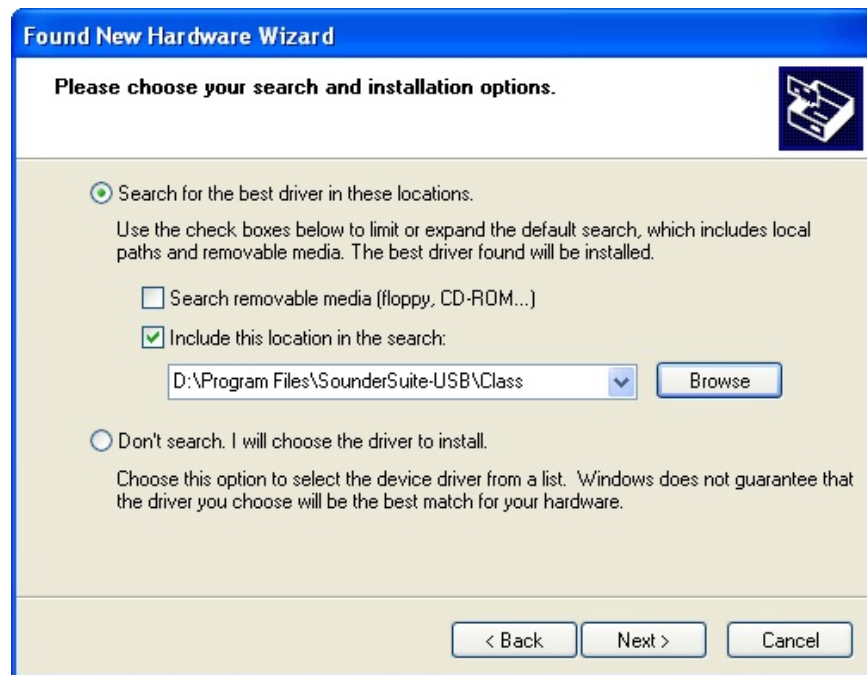 Found New Hardware Wizard
Please choose your search and installation options.
Search for the best driver in these locations.
Use the check boxes below to limit or expand the default search, which includes local
paths and removable media. The best driver found will be installed.
Search removable media (floppy, CD-ROM...)
Include this location in the search:
D:\Program Files\SounderSuite-USB\Class
Browse
Don't search. I will choose the driver to install.
Choose this option to select the device driver from a list. Windows does not guarantee that
the driver you choose will be the best match for your hardware.
< Back
Next >
Cancel